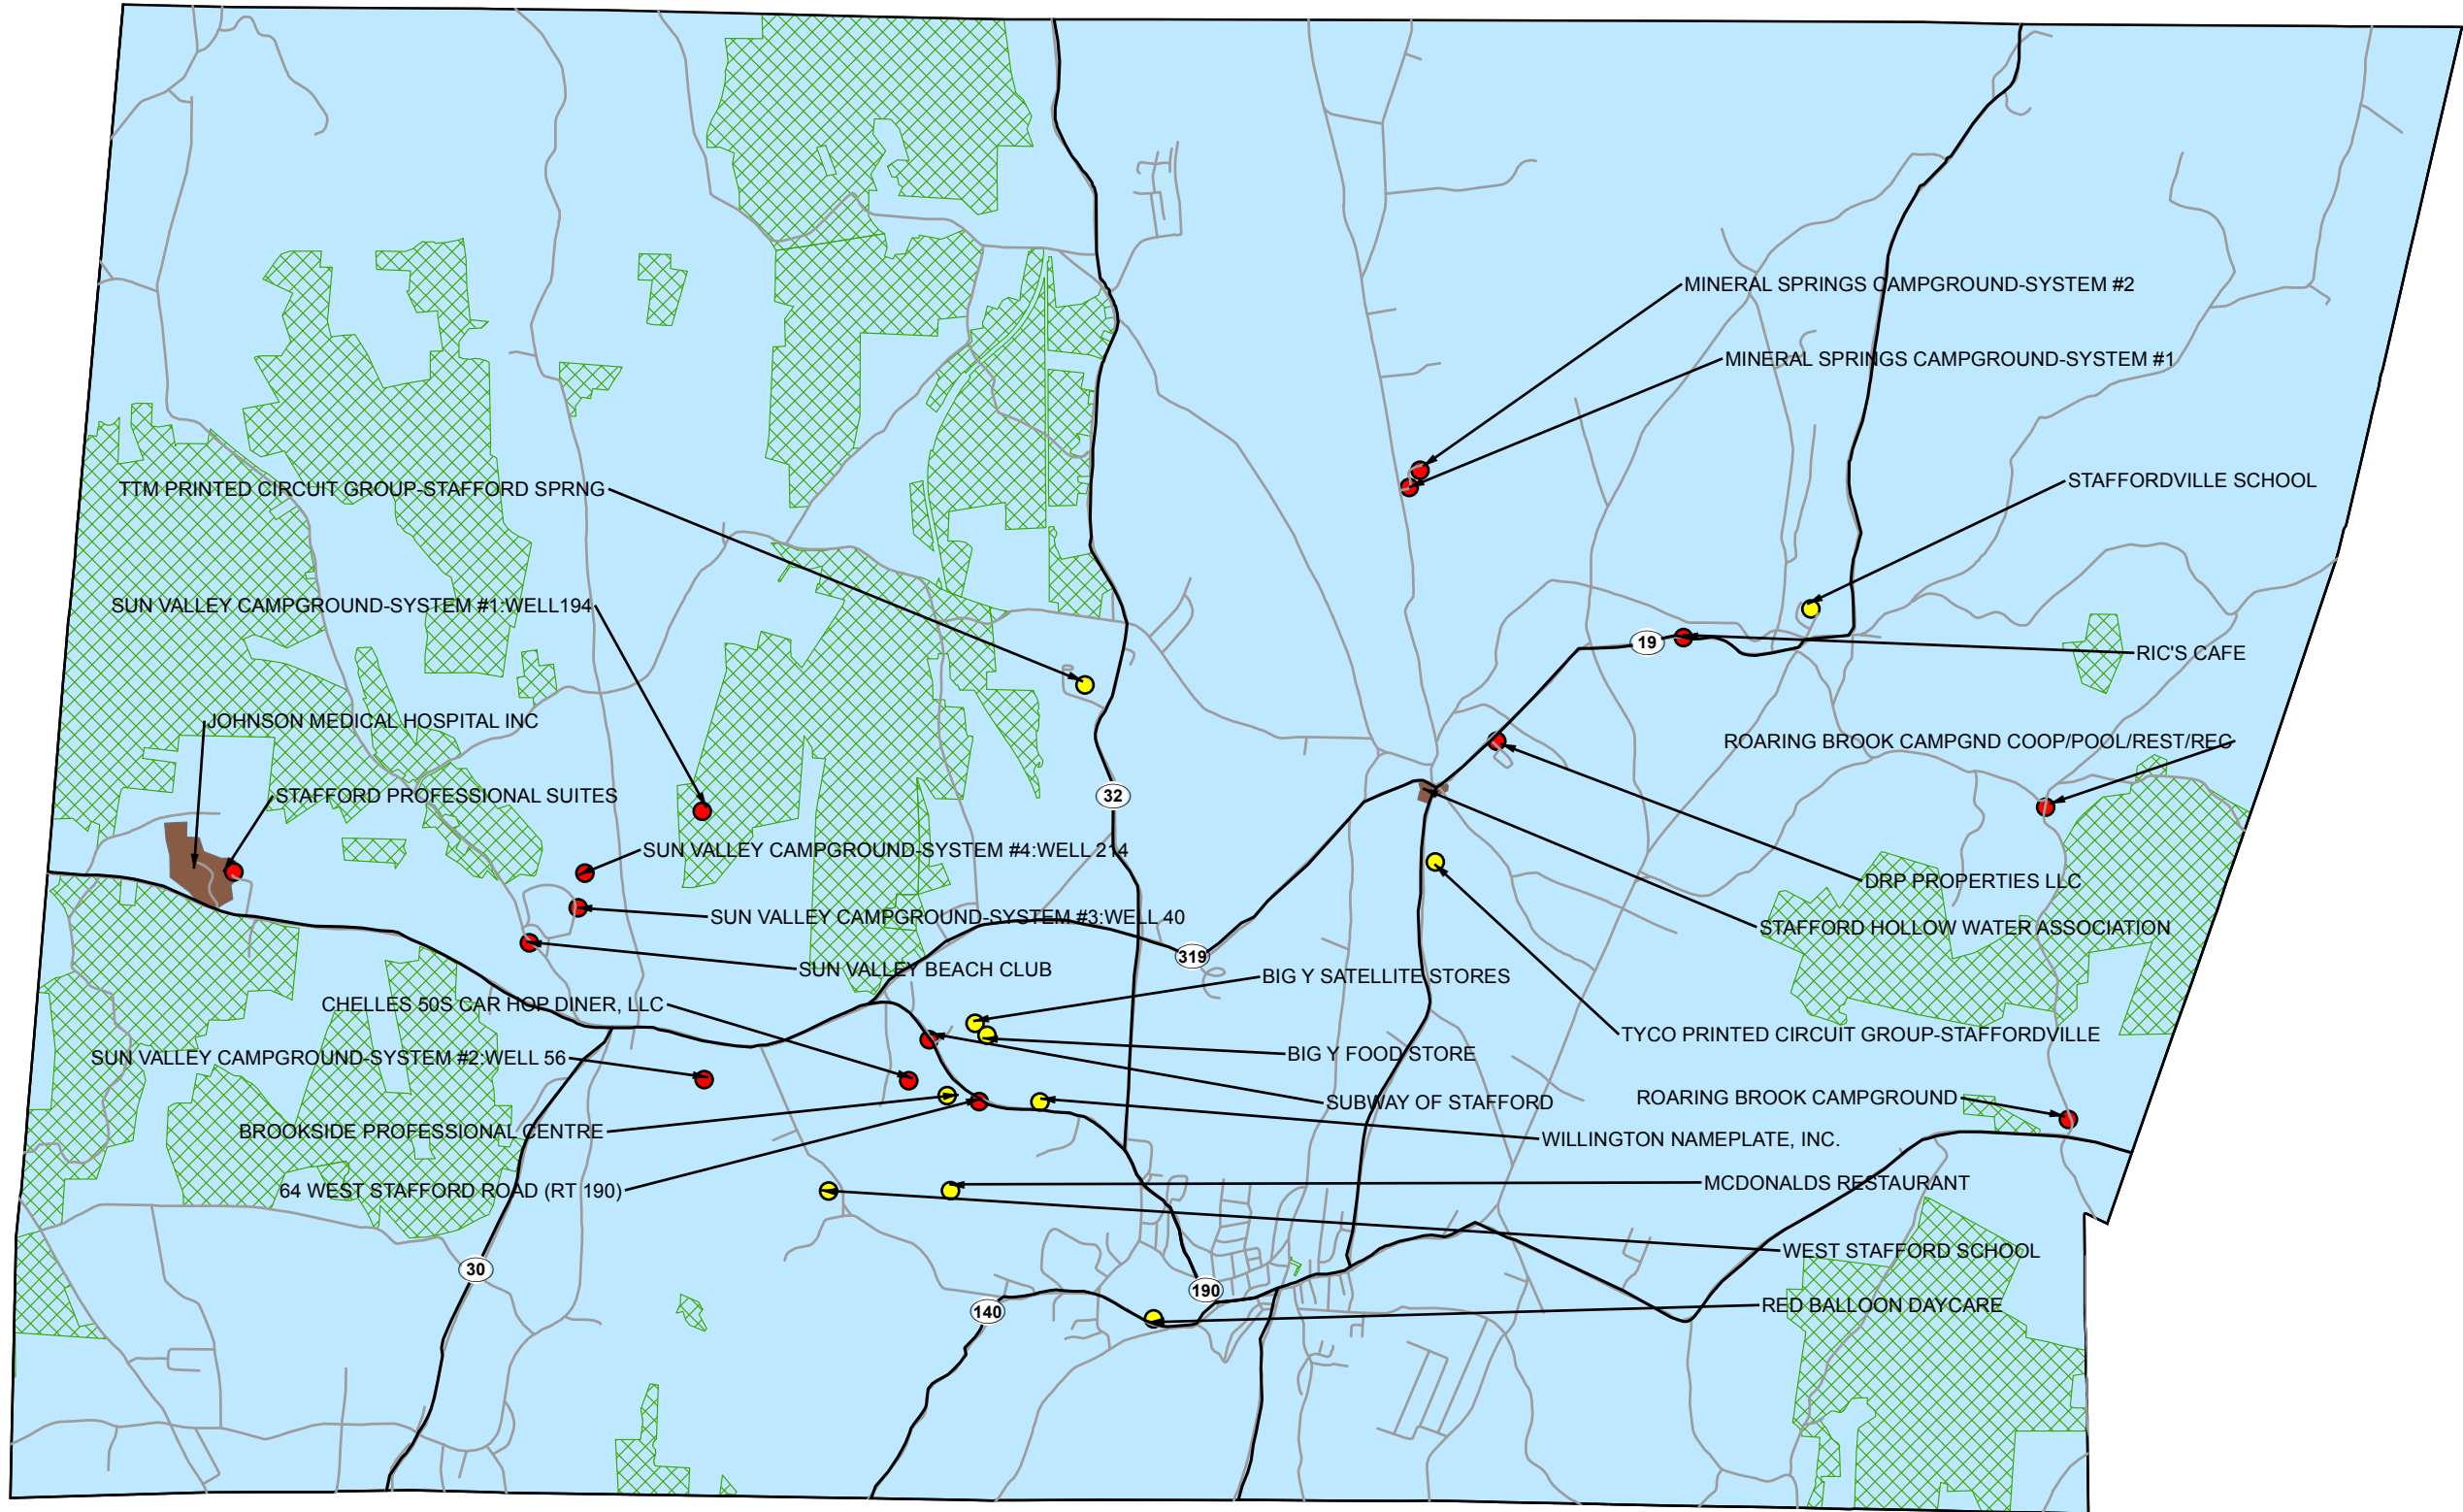 MINERAL SPRINGS CAMPGROUND-SYSTEM #2
MINERAL SPRINGS CAMPGROUND-SYSTEM #1
STAFFORDVILLE SCHOOL
TTM PRINTED CIRCUIT GROUP-STAFFORD SPRNG
SUN VALLEY CAMPGROUND-SYSTEM #1:WELL194
19
RIC'S CAFE
JOHNSON MEDICAL HOSPITAL INC
ROARING BROOK CAMPGND COOP/POOL/REST/REC
STAFFORD PROFESSIONAL SUITES
32
SUN VALLEY CAMPGROUND-SYSTEM #4:WELL 214
DRP PROPERTIES LLC
SUN VALLEY CAMPGROUND-SYSTEM #3:WELL 40
STAFFORD HOLLOW WATER ASSOCIATION
319
SUN VALLEY BEACH CLUB
BIG Y SATELLITE STORES
CHELLES 50S CAR HOP DINER, LLC
TYCO PRINTED CIRCUIT GROUP-STAFFORDVILLE
SUN VALLEY CAMPGROUND-SYSTEM #2:WELL 56
BIG Y FOOD STORE
ROARING BROOK CAMPGROUND
SUBWAY OF STAFFORD
BROOKSIDE PROFESSIONAL CENTRE
WILLINGTON NAMEPLATE, INC.
64 WEST STAFFORD ROAD (RT 190)
MCDONALDS RESTAURANT
WEST STAFFORD SCHOOL
30
190
RED BALLOON DAYCARE
140